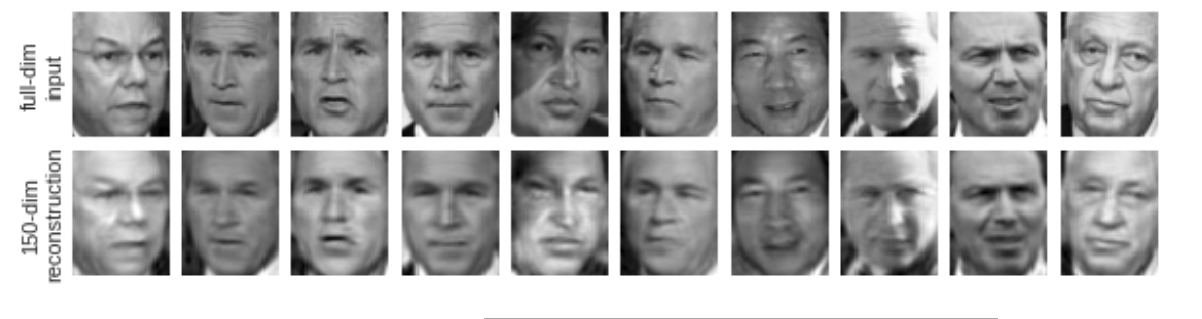 full-dim
input
150-dim
reconstruction